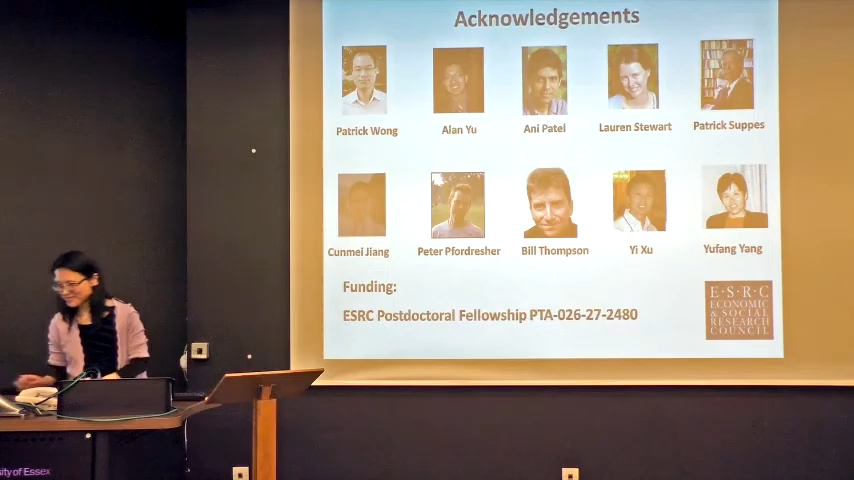 Acknowledgements
Patrick Wong
Alan Yu
Ani Patel
Lauren Stewart
Patrick Suppes
Cunmei Jiang
Peter Pfordresher
Bill Thompson
Yi Xu
Yufang Yang
Funding:
ESRC Postdoctoral Fellowship PTA-026-27-2480
E·S·R·C
ECONOMIC
& SOCIAL
RESEARCH
COUNCIL
sity of Essex